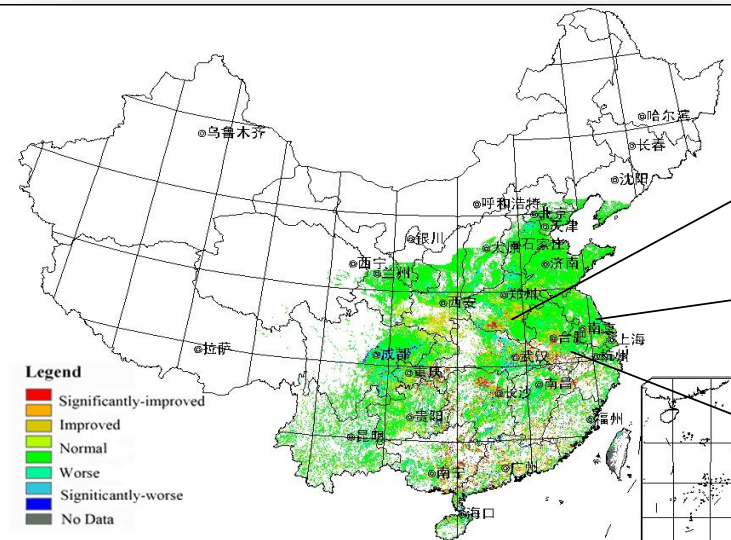 哈尔滨
乌鲁木齐
长春
沈阳
呼和浩特
北京
天津
银川
太原
石家庄
西宁
兰州
济南
西安
郑州
南京
合肥
上海
拉萨
成都
武汉
杭州
重庆
南昌
长沙
贵阳
福州
昆明
南宁
广州
海口
Legend
Significantly-improved
Improved
Normal
Worse
Signiticantly-worse
No Data